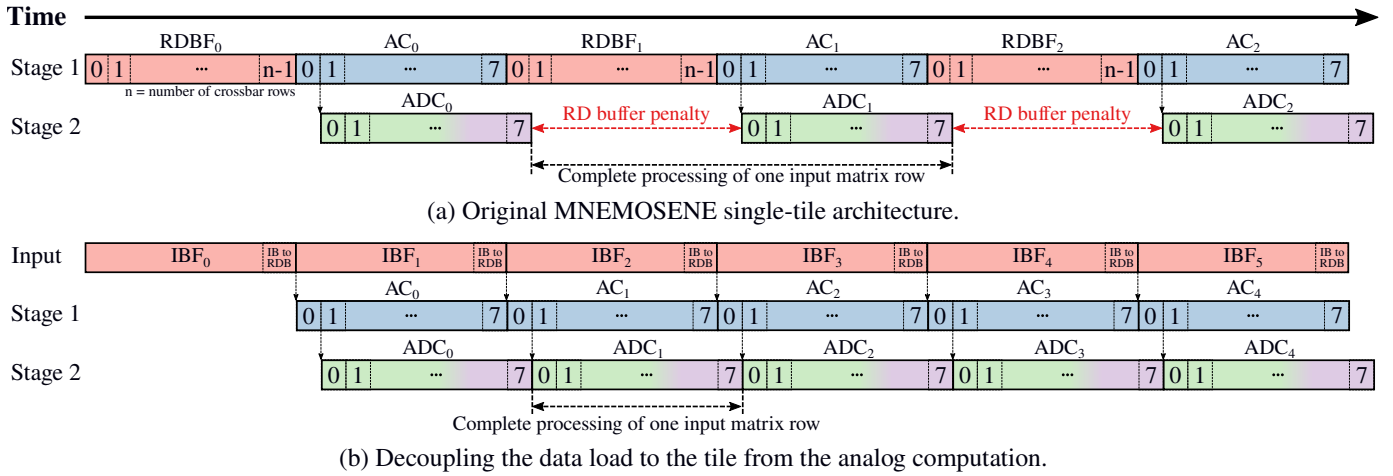 Time
RDBF0 AC0 RDBF1 AC1 RDBF2 AC2
Stage 1 0 1 ... n-1 0 1 ... 7 0 1 ... n-1 0 1 ... 7 0 1 ... n-1 0 1 ... 7
n = number of crossbar rows
ADC0 ADC1 ADC2
Stage 2 0 1 ... 7 RD buffer penalty 0 1 ... 7 RD buffer penalty 0 1 ... 7
Complete processing of one input matrix row
(a) Original MNEMOSENE single-tile architecture.
Input IBF0 IB to RDB IBF1 IB to RDB IBF2 IB to RDB IBF3 IB to RDB IBF4 IB to RDB IBF5 IB to RDB
AC0 AC1 AC2 AC3 AC4
Stage 1 0 1 ... 7 0 1 ... 7 0 1 ... 7 0 1 ... 7 0 1 ... 7
ADC0 ADC1 ADC2 ADC3 ADC4
Stage 2 0 1 ... 7 0 1 ... 7 0 1 ... 7 0 1 ... 7 0 1 ... 7
Complete processing of one input matrix row
(b) Decoupling the data load to the tile from the analog computation.